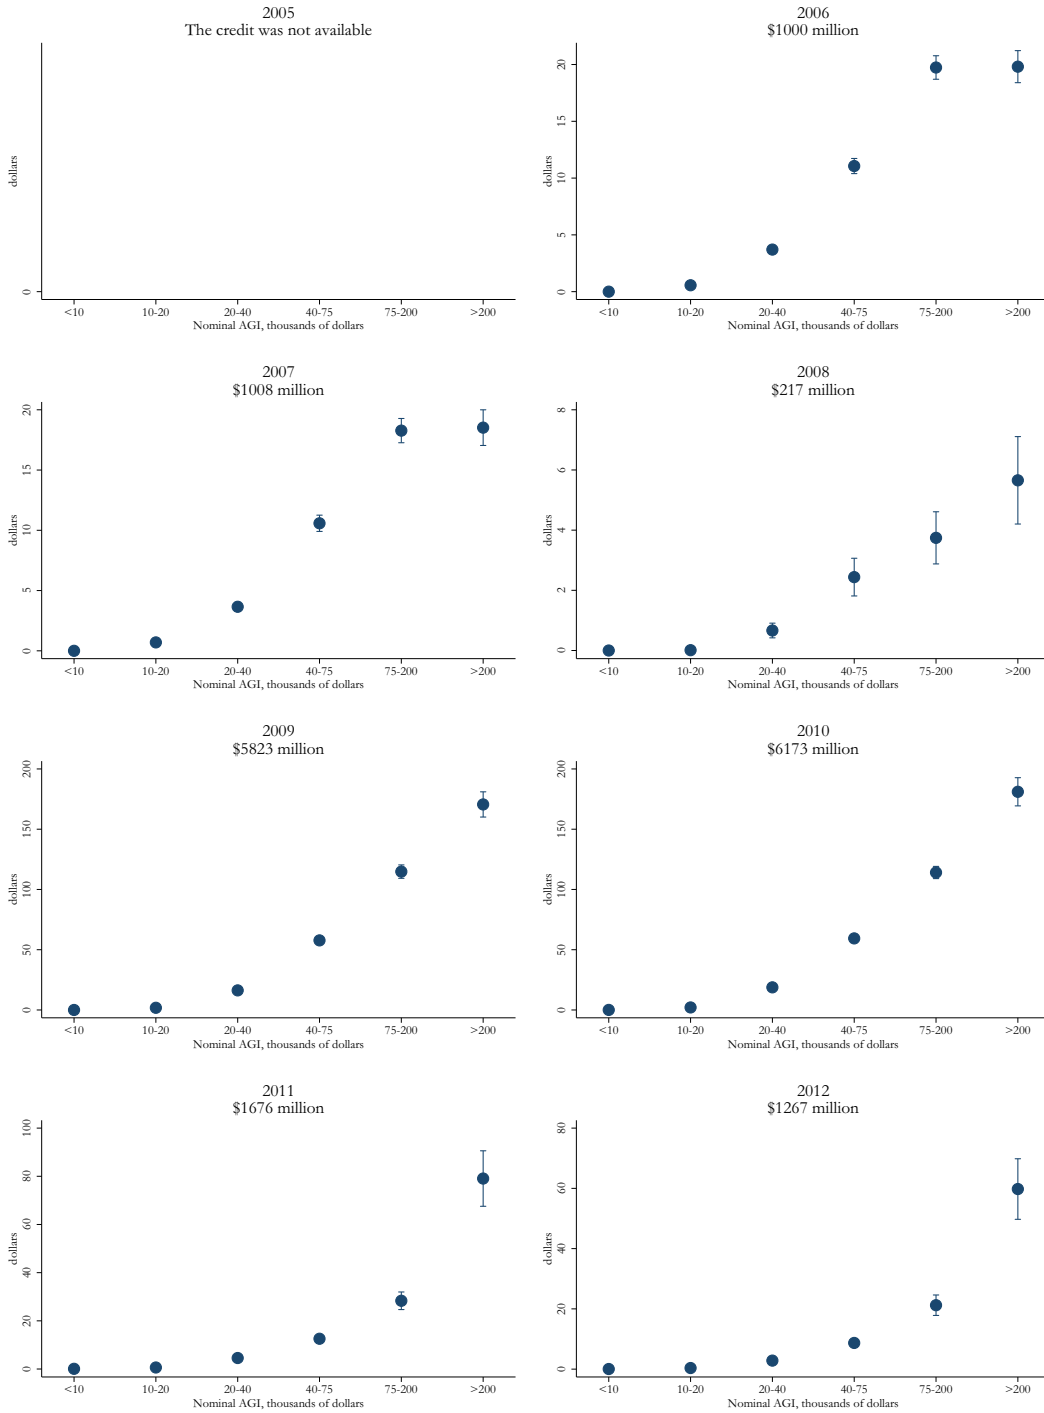 2005
The credit was not available
dollars
0
<10 10-20 20-40 40-75 75-200 >200
Nominal AGI, thousands of dollars
2006
$1000 million
dollars
20
15
10
5
0
<10 10-20 20-40 40-75 75-200 >200
Nominal AGI, thousands of dollars
2007
$1008 million
dollars
20
15
10
5
0
<10 10-20 20-40 40-75 75-200 >200
Nominal AGI, thousands of dollars
2008
$217 million
dollars
8
6
4
2
0
<10 10-20 20-40 40-75 75-200 >200
Nominal AGI, thousands of dollars
2009
$5823 million
dollars
200
150
100
50
0
<10 10-20 20-40 40-75 75-200 >200
Nominal AGI, thousands of dollars
2010
$6173 million
dollars
200
150
100
50
0
<10 10-20 20-40 40-75 75-200 >200
Nominal AGI, thousands of dollars
2011
$1676 million
dollars
100
80
60
40
20
0
<10 10-20 20-40 40-75 75-200 >200
Nominal AGI, thousands of dollars
2012
$1267 million
dollars
80
60
40
20
0
<10 10-20 20-40 40-75 75-200 >200
Nominal AGI, thousands of dollars